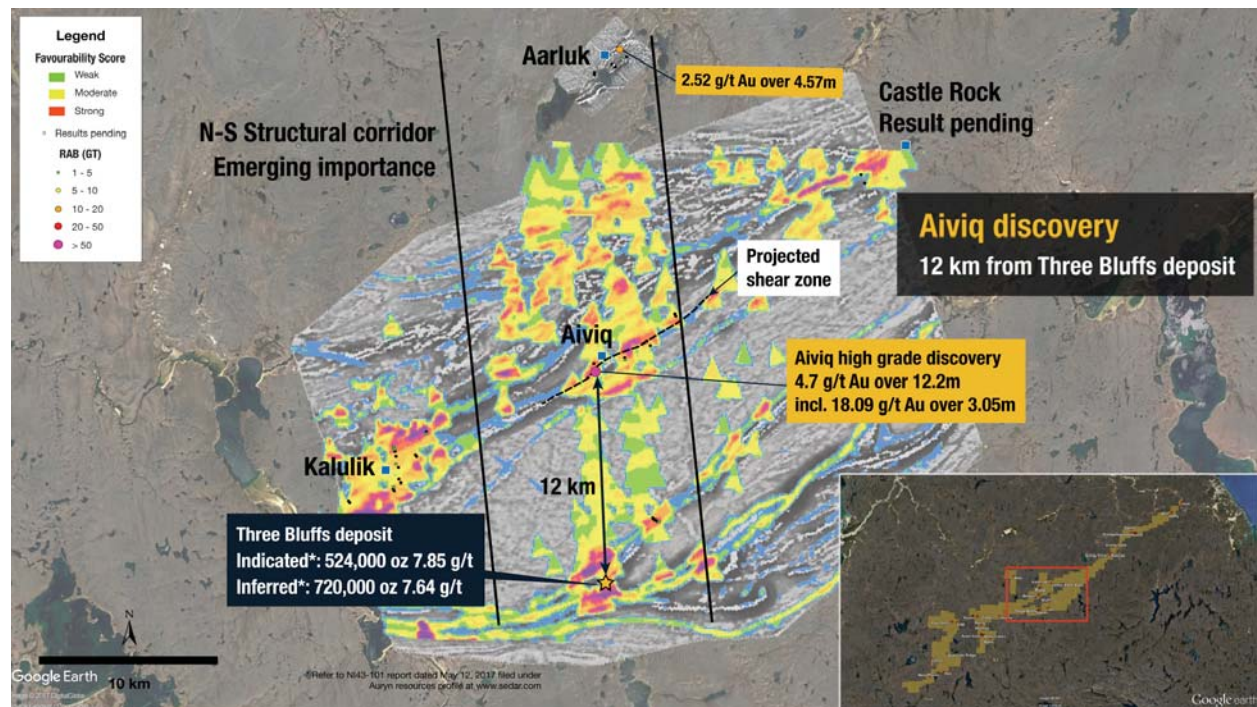 Legend
Favourability Score
Weak
Moderate
Strong
Results pending
RAB (GT)
1 - 5
5 - 10
10 - 20
20 - 50
> 50
Aarluk
2.52 g/t Au over 4.57m
Castle Rock
Result pending
N-S Structural corridor
Emerging importance
Aiviq discovery
12 km from Three Bluffs deposit
Projected
shear zone
Aiviq
Aiviq high grade discovery
4.7 g/t Au over 12.2m
incl. 18.09 g/t Au over 3.05m
Kalulik
12 km
Three Bluffs deposit
Indicated*: 524,000 oz 7.85 g/t
Inferred*: 720,000 oz 7.64 g/t
N
10 km
Google Earth
*Refer to NI43-101 report dated May 12, 2017 filed under
Auryn resources profile at www.sedar.com
Google earth